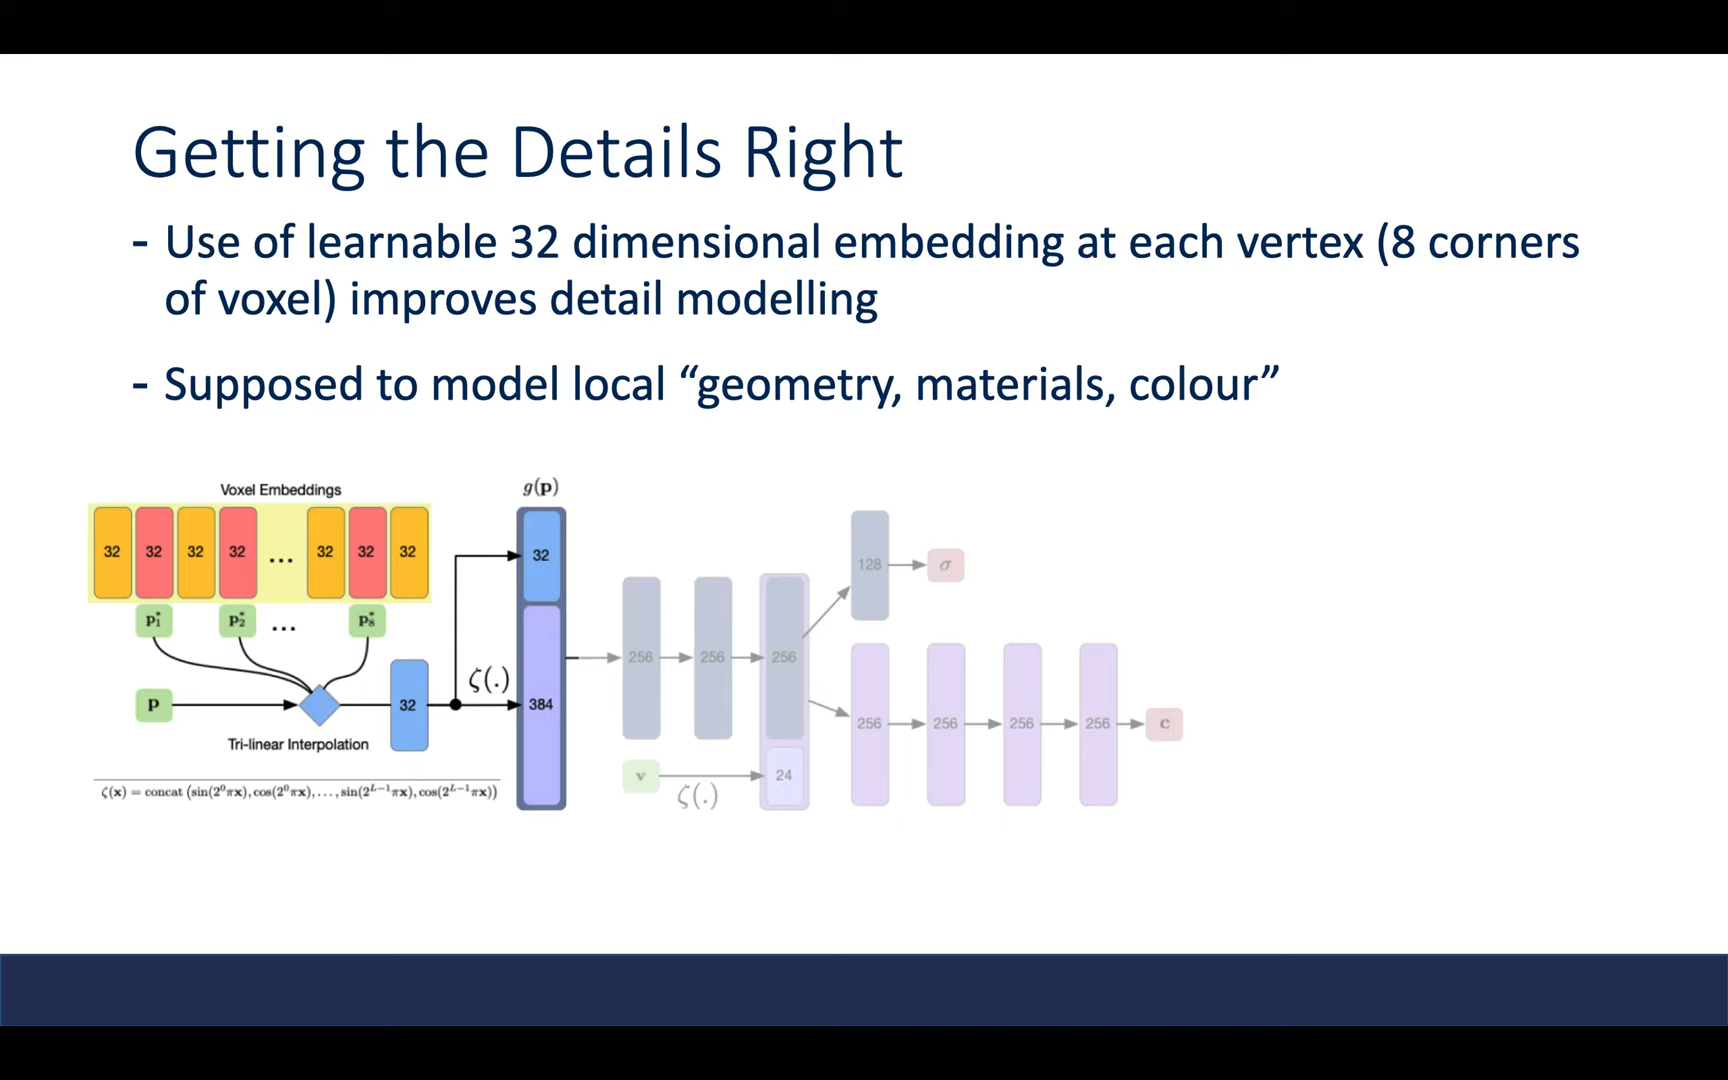 Getting the Details Right
- Use of learnable 32 dimensional embedding at each vertex (8 corners
of voxel) improves detail modelling
- Supposed to model local “geometry, materials, colour”
Voxel Embeddings
g(p)
32 32 32 32 ... 32 32 32
32
p₁* p₂* ... p₈*
128 σ
256 256 256
ζ(.)
p 32 384
256 256 256 256 c
Tri-linear Interpolation
v ζ(.) 24
ζ(x) = concat (sin(2⁰πx), cos(2⁰πx), . . . , sin(2ᴸ⁻¹πx), cos(2ᴸ⁻¹πx))